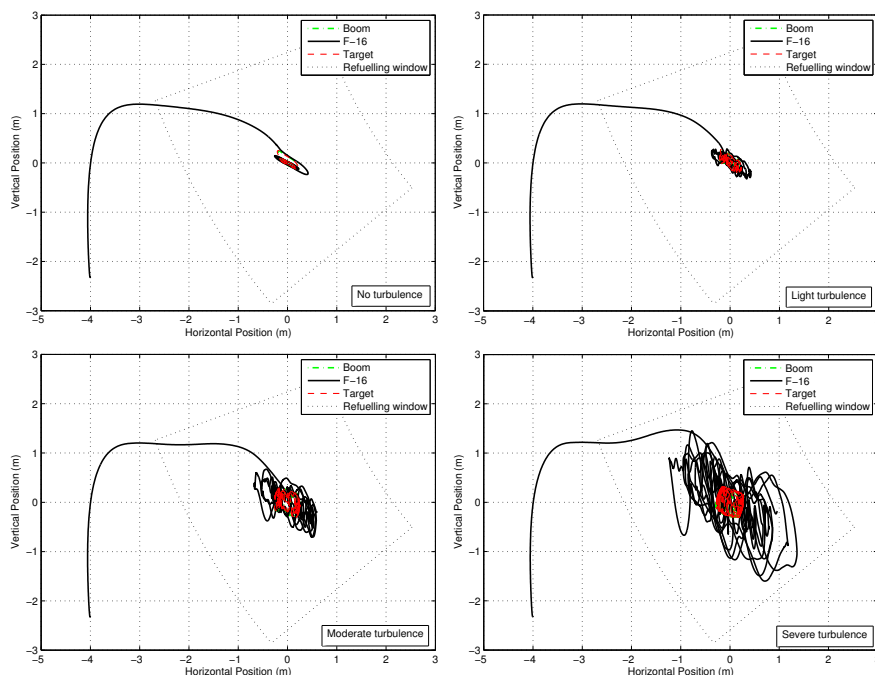 3
2
1
0
−1
−2
−3
Vertical Position (m)
Boom
F−16
Target
Refuelling window
No turbulence
−5 −4 −3 −2 −1 0 1 2 3
Horizontal Position (m)
3
2
1
0
−1
−2
−3
Vertical Position (m)
Boom
F−16
Target
Refuelling window
Light turbulence
−5 −4 −3 −2 −1 0 1 2
Horizontal Position (m)
3
2
1
0
−1
−2
−3
Vertical Position (m)
Boom
F−16
Target
Refuelling window
Moderate turbulence
−5 −4 −3 −2 −1 0 1 2 3
Horizontal Position (m)
3
2
1
0
−1
−2
−3
Vertical Position (m)
Boom
F−16
Target
Refuelling window
Severe turbulence
−5 −4 −3 −2 −1 0 1 2
Horizontal Position (m)